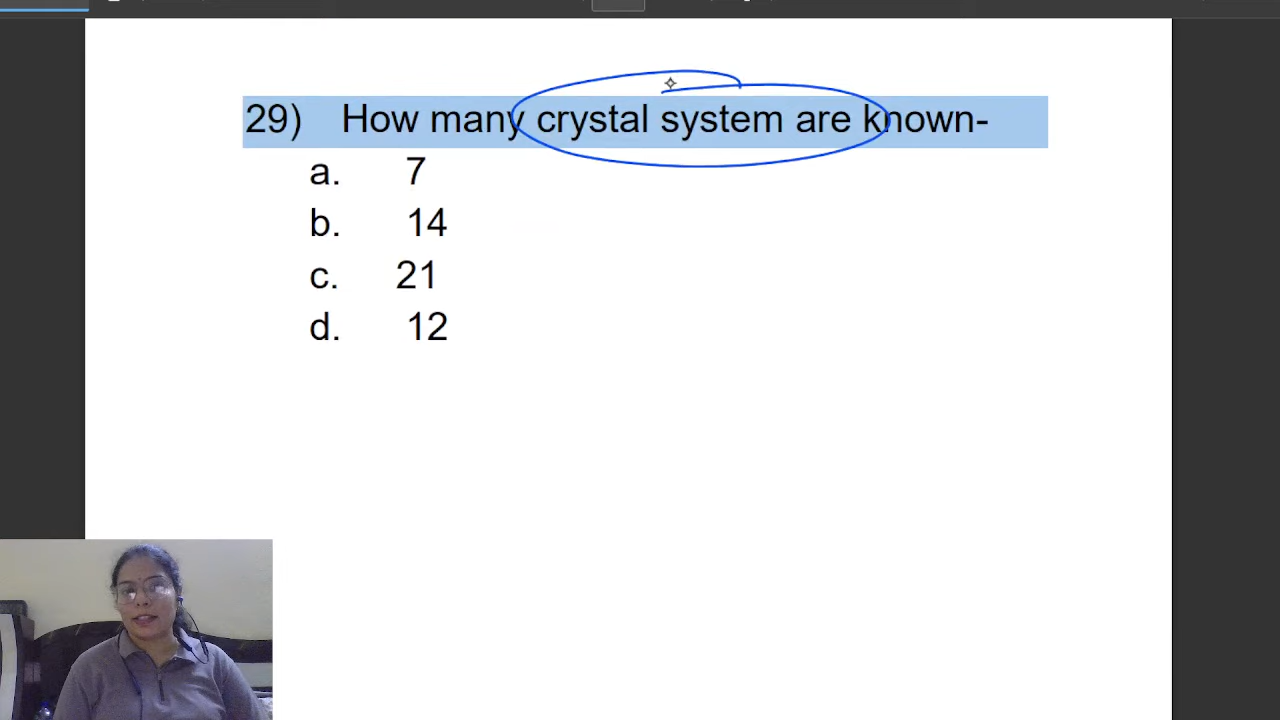 29) How many crystal system are known-
a. 7
b. 14
c. 21
d. 12